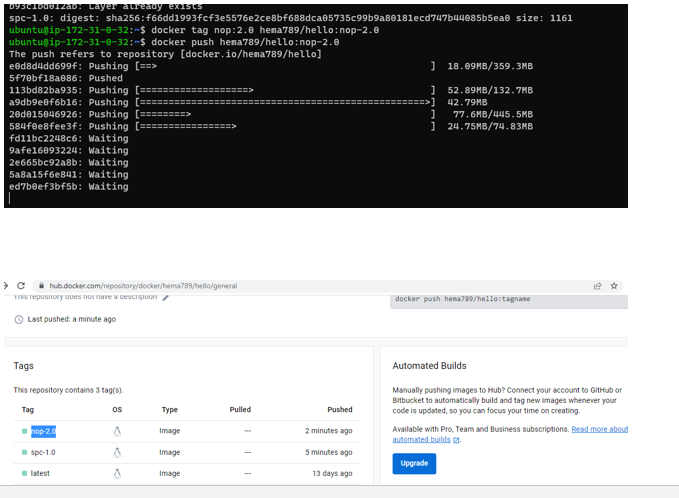 b93c1bd012ab: Layer already exists
spc-1.0: digest: sha256:f66dd1993fcf3e5576e2ce8bf688dca05735c99b9a80181ecd747b44085b5ea0 size: 1161
ubuntu@ip-172-31-0-32:~$ docker tag nop:2.0 hema789/hello:nop-2.0
ubuntu@ip-172-31-0-32:~$ docker push hema789/hello:nop-2.0
The push refers to repository [docker.io/hema789/hello]
e0d8d4dd699f: Pushing [==> ] 18.09MB/359.3MB
5f70bf18a086: Pushed
113bd82ba935: Pushing [===================> ] 52.89MB/132.7MB
a9db9e0f6b16: Pushing [==================================================>] 42.79MB
20d015046926: Pushing [========> ] 77.6MB/445.5MB
584f0e8fee3f: Pushing [================> ] 24.75MB/74.83MB
fd11bc2248c6: Waiting
9afe16093224: Waiting
2e665bc92a8b: Waiting
5a8a15f6e841: Waiting
ed7b0ef3bf5b: Waiting
hub.docker.com/repository/docker/hema789/hello/general
This repository does not have a description
docker push hema789/hello:tagname
Last pushed: a minute ago
Tags
This repository contains 3 tag(s).
Tag OS Type Pulled Pushed
nop-2.0 Image --- 2 minutes ago
spc-1.0 Image --- 5 minutes ago
latest Image --- 13 days ago
Automated Builds
Manually pushing images to Hub? Connect your account to GitHub or
Bitbucket to automatically build and tag new images whenever your
code is updated, so you can focus your time on creating.
Available with Pro, Team and Business subscriptions. Read more about
automated builds
Upgrade